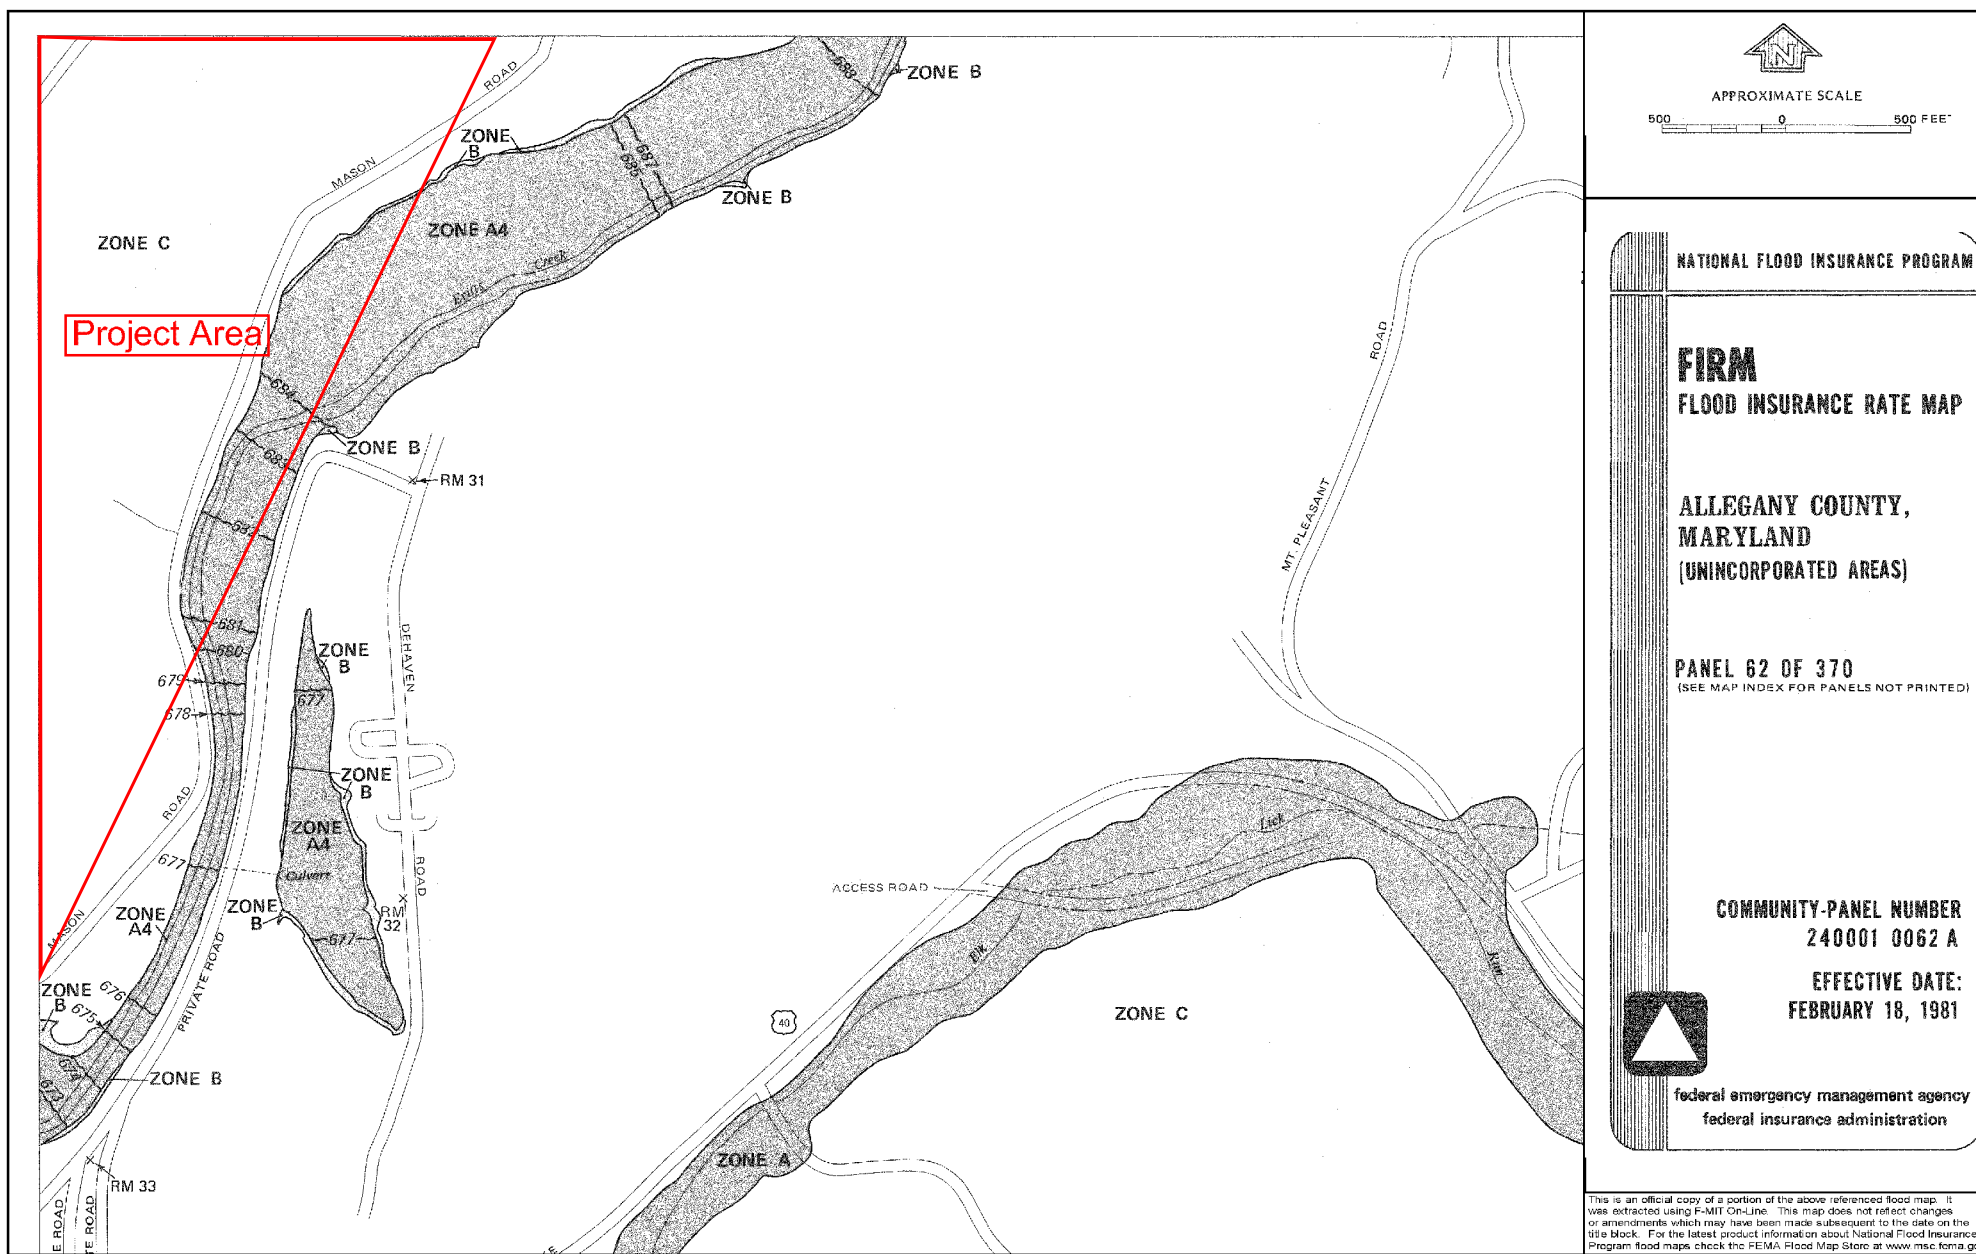 ROAD
ZONE B
688
ZONE
B
MASON
687
685
ZONE B
ZONE A4
ZONE C
Evitts
Creek
Project Area
684
ZONE B
683
RM 31
ROAD
MT. PLEASANT
681
680
679
678
ZONE
B
DEHAVEN
677
ZONE
B
ROAD
ZONE
A4
Lick
677
Culvert
ROAD
ACCESS ROAD
ZONE
A4
ZONE
B
RM
32
MASON
677
PRIVATE ROAD
Elk
Run
ZONE
B
676
675
40
ZONE C
674
673
ZONE B
ZONE A
RM 33
E ROAD
TE ROAD
N
APPROXIMATE SCALE
500 0 500 FEET
NATIONAL FLOOD INSURANCE PROGRAM
FIRM
FLOOD INSURANCE RATE MAP
ALLEGANY COUNTY,
MARYLAND
(UNINCORPORATED AREAS)
PANEL 62 OF 370
(SEE MAP INDEX FOR PANELS NOT PRINTED)
COMMUNITY-PANEL NUMBER
240001 0062 A
EFFECTIVE DATE:
FEBRUARY 18, 1981
federal emergency management agency
federal insurance administration
This is an official copy of a portion of the above referenced flood map. It
was extracted using F-MIT On-Line. This map does not reflect changes
or amendments which may have been made subsequent to the date on the
title block. For the latest product information about National Flood Insurance
Program flood maps check the FEMA Flood Map Store at www.msc.fema.go